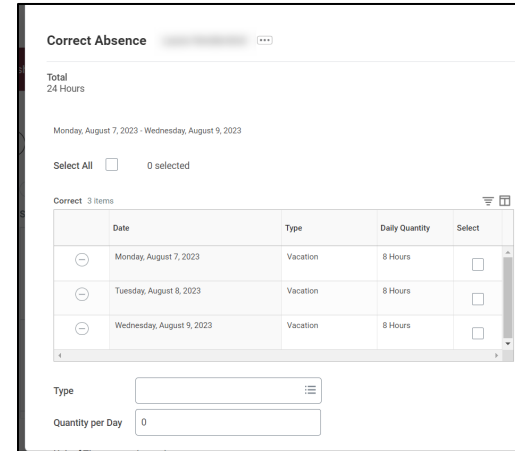 Correct Absence
Total
24 Hours
Monday, August 7, 2023 - Wednesday, August 9, 2023
Select All 0 selected
Correct 3 items
Date Type Daily Quantity Select
Monday, August 7, 2023 Vacation 8 Hours
Tuesday, August 8, 2023 Vacation 8 Hours
Wednesday, August 9, 2023 Vacation 8 Hours
Type
Quantity per Day 0